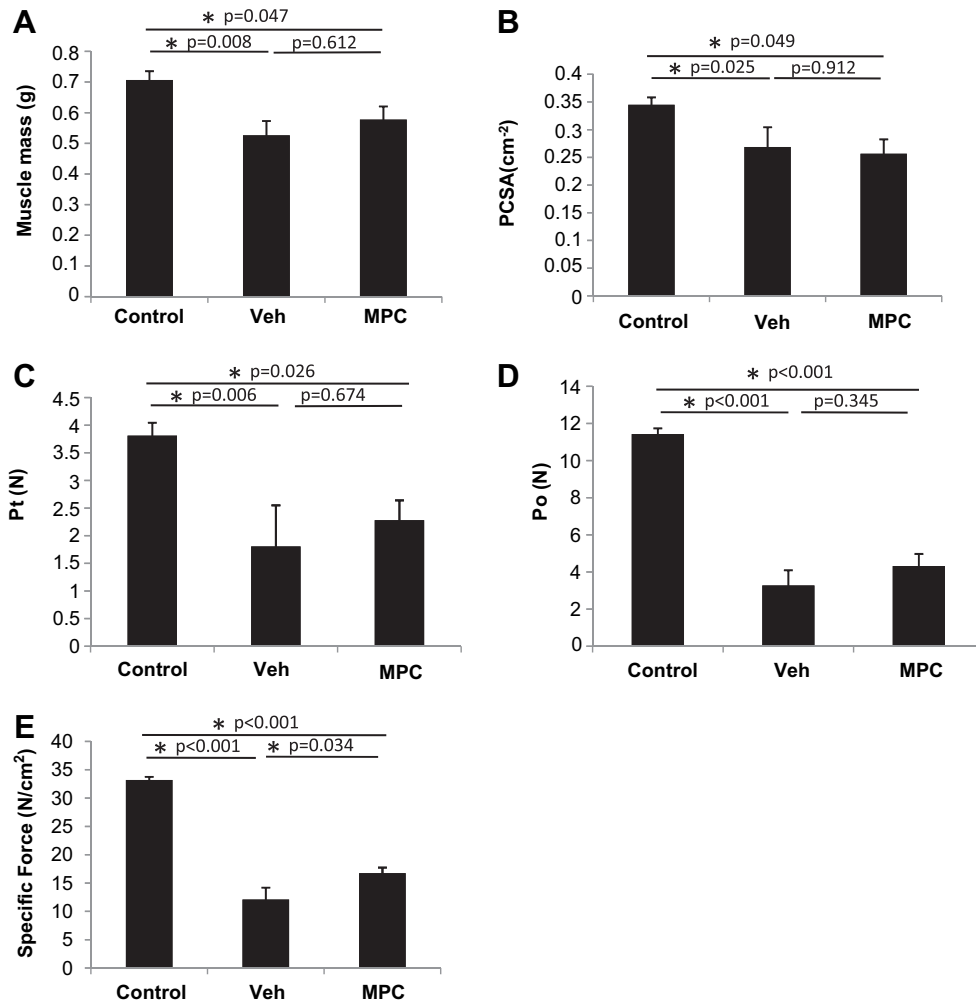 A
* p=0.047
* p=0.008 p=0.612
Muscle mass (g)
0.8
0.7
0.6
0.5
0.4
0.3
0.2
0.1
0
Control Veh MPC
B
* p=0.049
* p=0.025 p=0.912
PCSA(cm⁻²)
0.4
0.35
0.3
0.25
0.2
0.15
0.1
0.05
0
Control Veh MPC
C
* p=0.026
* p=0.006 p=0.674
Pt (N)
4.5
4
3.5
3
2.5
2
1.5
1
0.5
0
Control Veh MPC
D
* p<0.001
* p<0.001 p=0.345
Po (N)
14
12
10
8
6
4
2
0
Control Veh MPC
E
* p<0.001
* p<0.001 * p=0.034
Specific Force (N/cm²)
40
35
30
25
20
15
10
5
0
Control Veh MPC